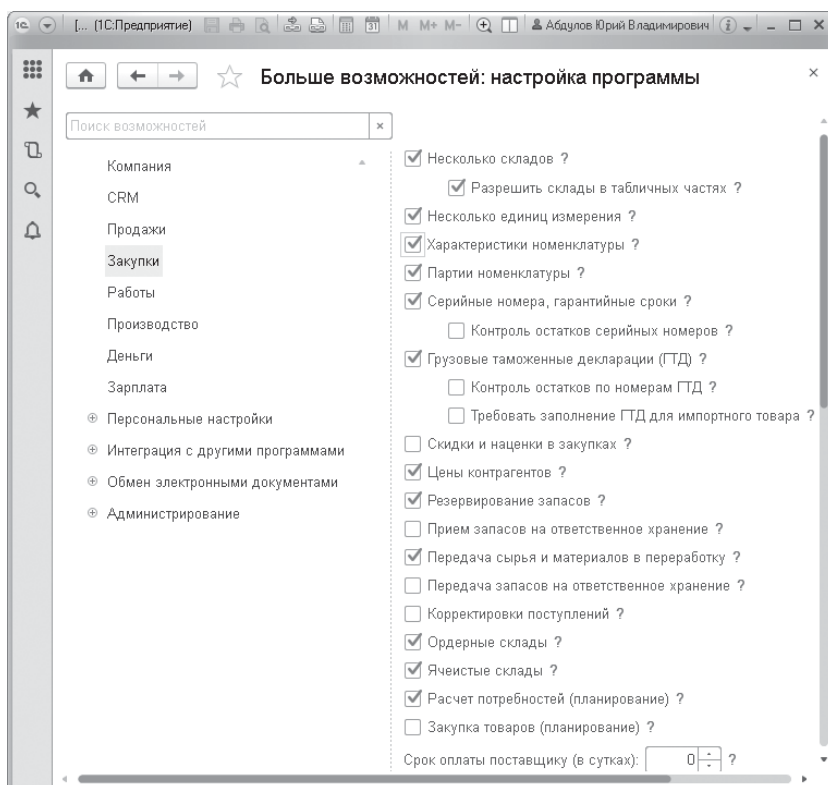 1С [... (1С:Предприятие) 31 M M+ M- Абдулов Юрий Владимирович i
Больше возможностей: настройка программы
Поиск возможностей
Компания
CRM
Продажи
Закупки
Работы
Производство
Деньги
Зарплата
Персональные настройки
Интеграция с другими программами
Обмен электронными документами
Администрирование
Несколько складов ?
Разрешить склады в табличных частях ?
Несколько единиц измерения ?
Характеристики номенклатуры ?
Партии номенклатуры ?
Серийные номера, гарантийные сроки ?
Контроль остатков серийных номеров ?
Грузовые таможенные декларации (ГТД) ?
Контроль остатков по номерам ГТД ?
Требовать заполнение ГТД для импортного товара ?
Скидки и наценки в закупках ?
Цены контрагентов ?
Резервирование запасов ?
Прием запасов на ответственное хранение ?
Передача сырья и материалов в переработку ?
Передача запасов на ответственное хранение ?
Корректировки поступлений ?
Ордерные склады ?
Ячеистые склады ?
Расчет потребностей (планирование) ?
Закупка товаров (планирование) ?
Срок оплаты поставщику (в сутках): 0 ?